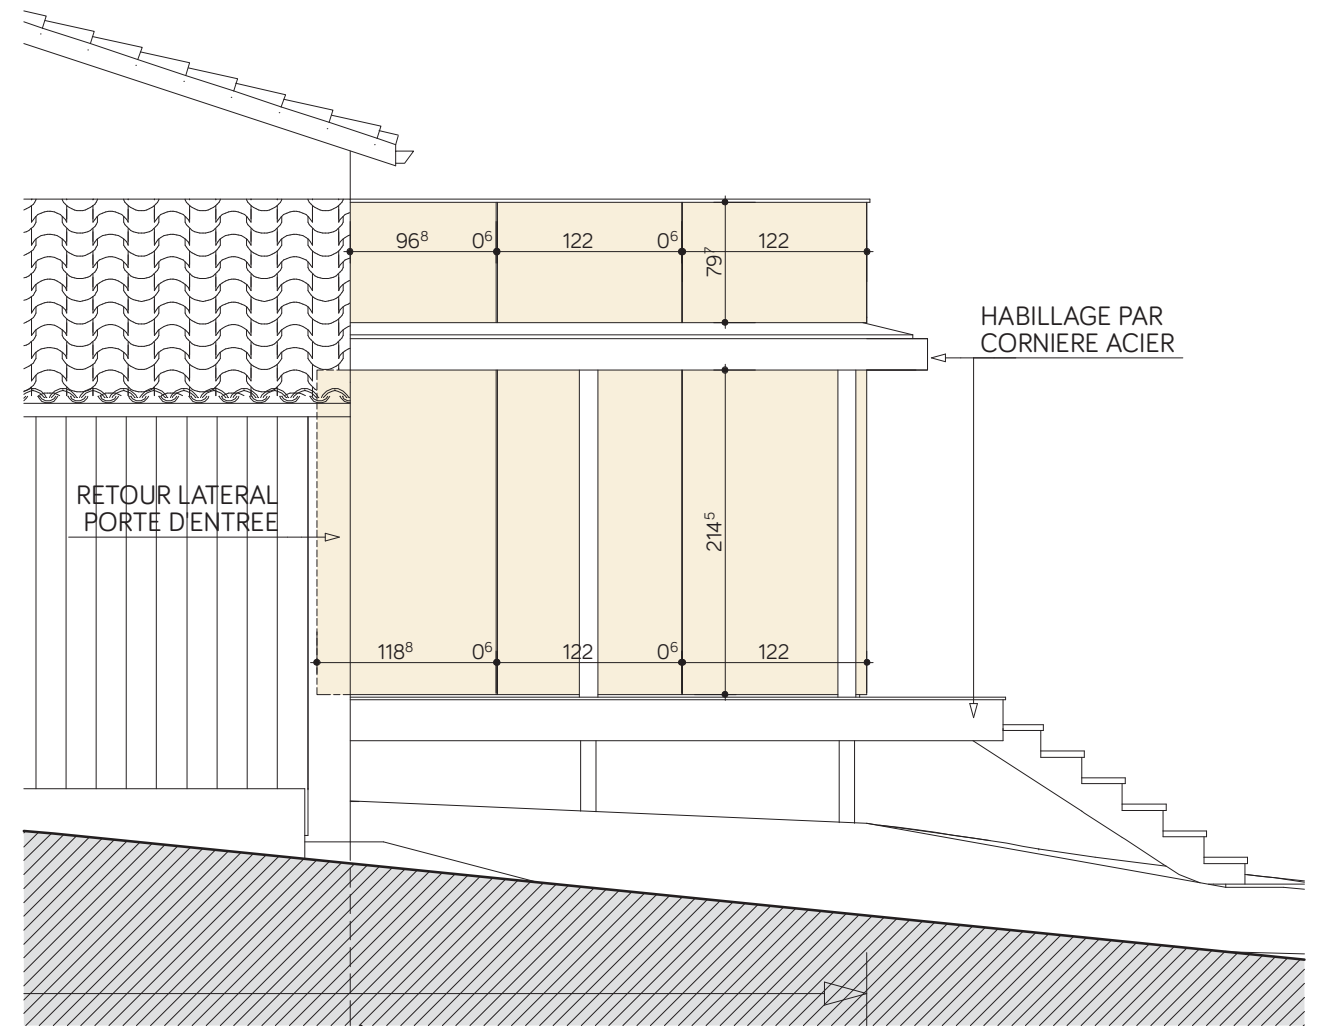 96⁸ 0⁶ 122 0⁶ 122
79⁷
HABILLAGE PAR
CORNIERE ACIER
RETOUR LATERAL
PORTE D'ENTREE
214⁵
118⁸ 0⁶ 122 0⁶ 122